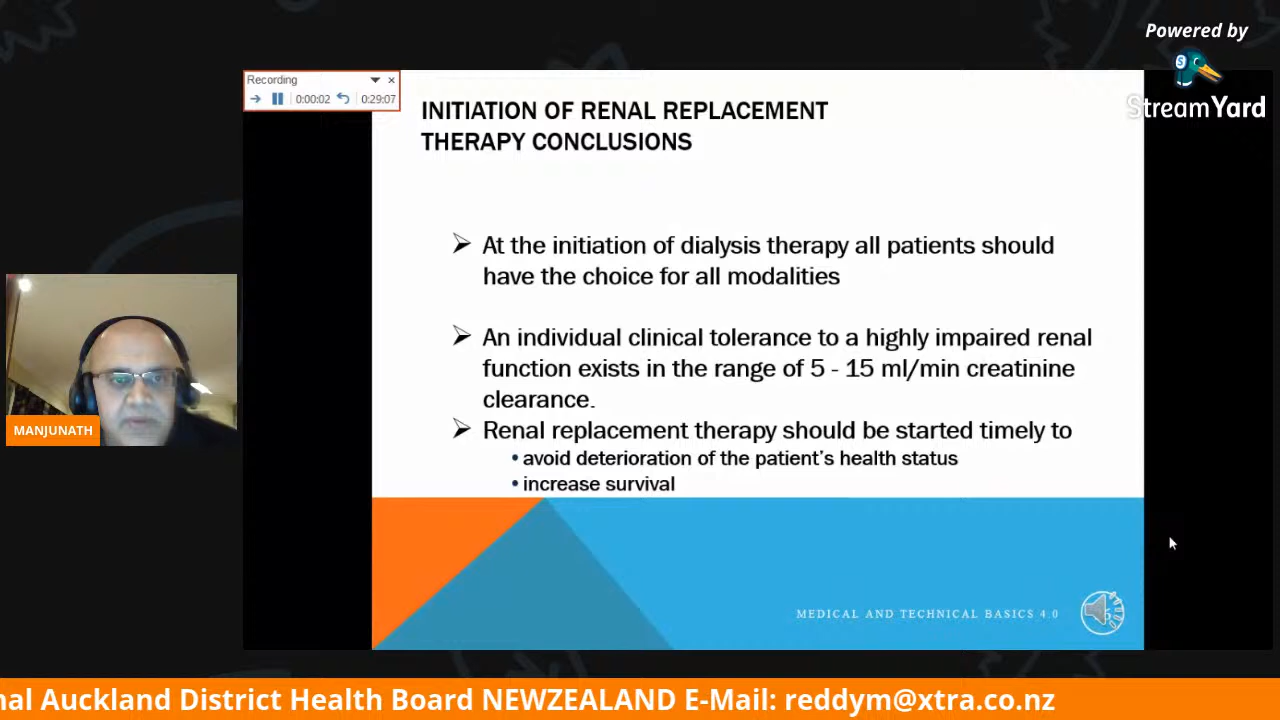 Powered by
StreamYard
Recording
0:00:02
0:29:07
INITIATION OF RENAL REPLACEMENT
THERAPY CONCLUSIONS
At the initiation of dialysis therapy all patients should
have the choice for all modalities
An individual clinical tolerance to a highly impaired renal
function exists in the range of 5 - 15 ml/min creatinine
clearance.
Renal replacement therapy should be started timely to
• avoid deterioration of the patient's health status
• increase survival
MANJUNATH
MEDICAL AND TECHNICAL BASICS 4.0
nal Auckland District Health Board NEWZEALAND E-Mail: reddym@xtra.co.nz